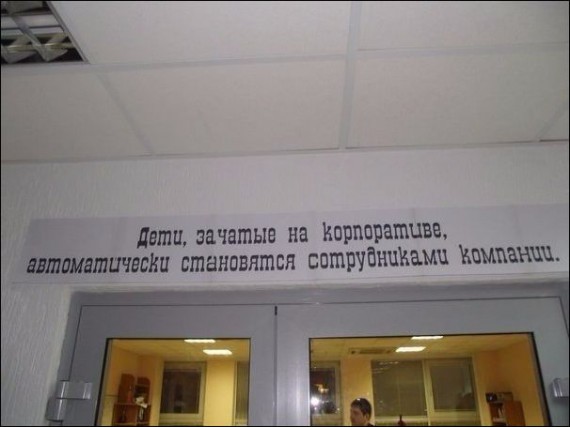 Дети, зачатые на корпоративе,
автоматически становятся сотрудниками компании.